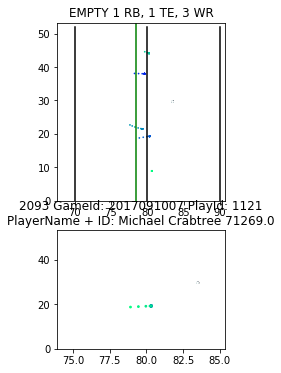 EMPTY 1 RB, 1 TE, 3 WR
50
40
30
20
10
0
70 75 80 85 90
2093 GameId: 2017091007 PlayId: 1121
PlayerName + ID: Michael Crabtree 71269.0
40
20
0
75.0 77.5 80.0 82.5 85.0